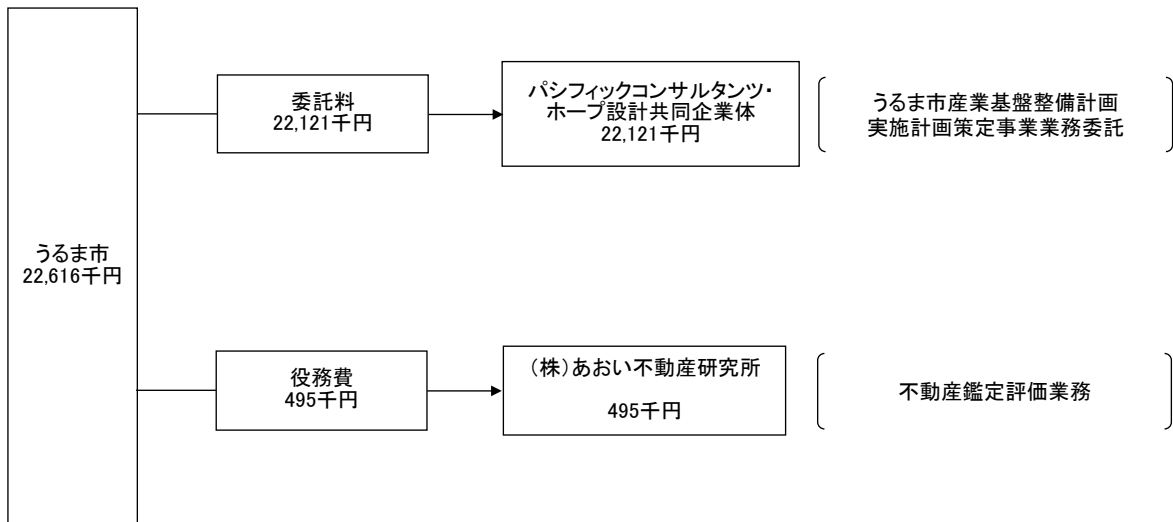 うるま市
22,616千円
委託料
22,121千円
パシフィックコンサルタンツ・
ホープ設計共同企業体
22,121千円
うるま市産業基盤整備計画
実施計画策定事業業務委託
役務費
495千円
（株）あおい不動産研究所
495千円
不動産鑑定評価業務